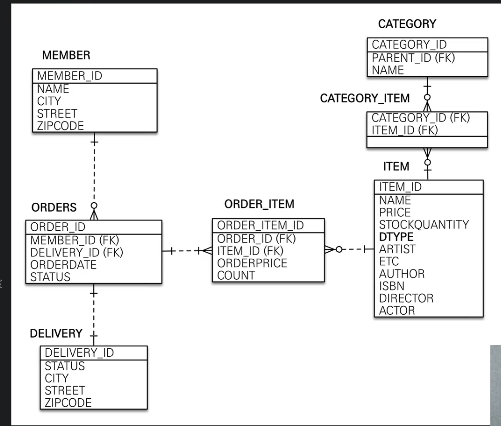 CATEGORY
CATEGORY_ID
PARENT_ID (FK)
NAME
MEMBER
MEMBER_ID
NAME
CITY
STREET
ZIPCODE
CATEGORY_ITEM
CATEGORY_ID (FK)
ITEM_ID (FK)
ITEM
ITEM_ID
NAME
PRICE
STOCKQUANTITY
DTYPE
ARTIST
ETC
AUTHOR
ISBN
DIRECTOR
ACTOR
ORDERS
ORDER_ID
MEMBER_ID (FK)
DELIVERY_ID (FK)
ORDERDATE
STATUS
ORDER_ITEM
ORDER_ITEM_ID
ORDER_ID (FK)
ITEM_ID (FK)
ORDERPRICE
COUNT
DELIVERY
DELIVERY_ID
STATUS
CITY
STREET
ZIPCODE